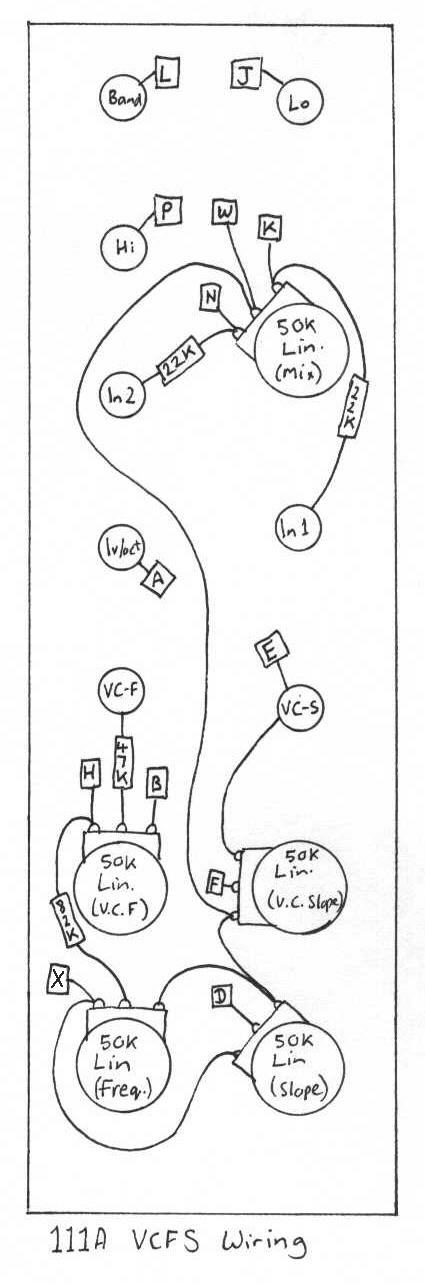 L
J
Band
Lo
P
W
K
Hi
N
50K
Lin.
(Mix)
22K
In2
22K
In1
1v/oct
A
E
VC-F
VC-S
47K
H
B
50K
Lin.
(V.C.F)
50K
Lin.
(V.C. Slope)
F
82K
X
D
50K
Lin
(Freq.)
50K
Lin
(Slope)
111A VCFS Wiring